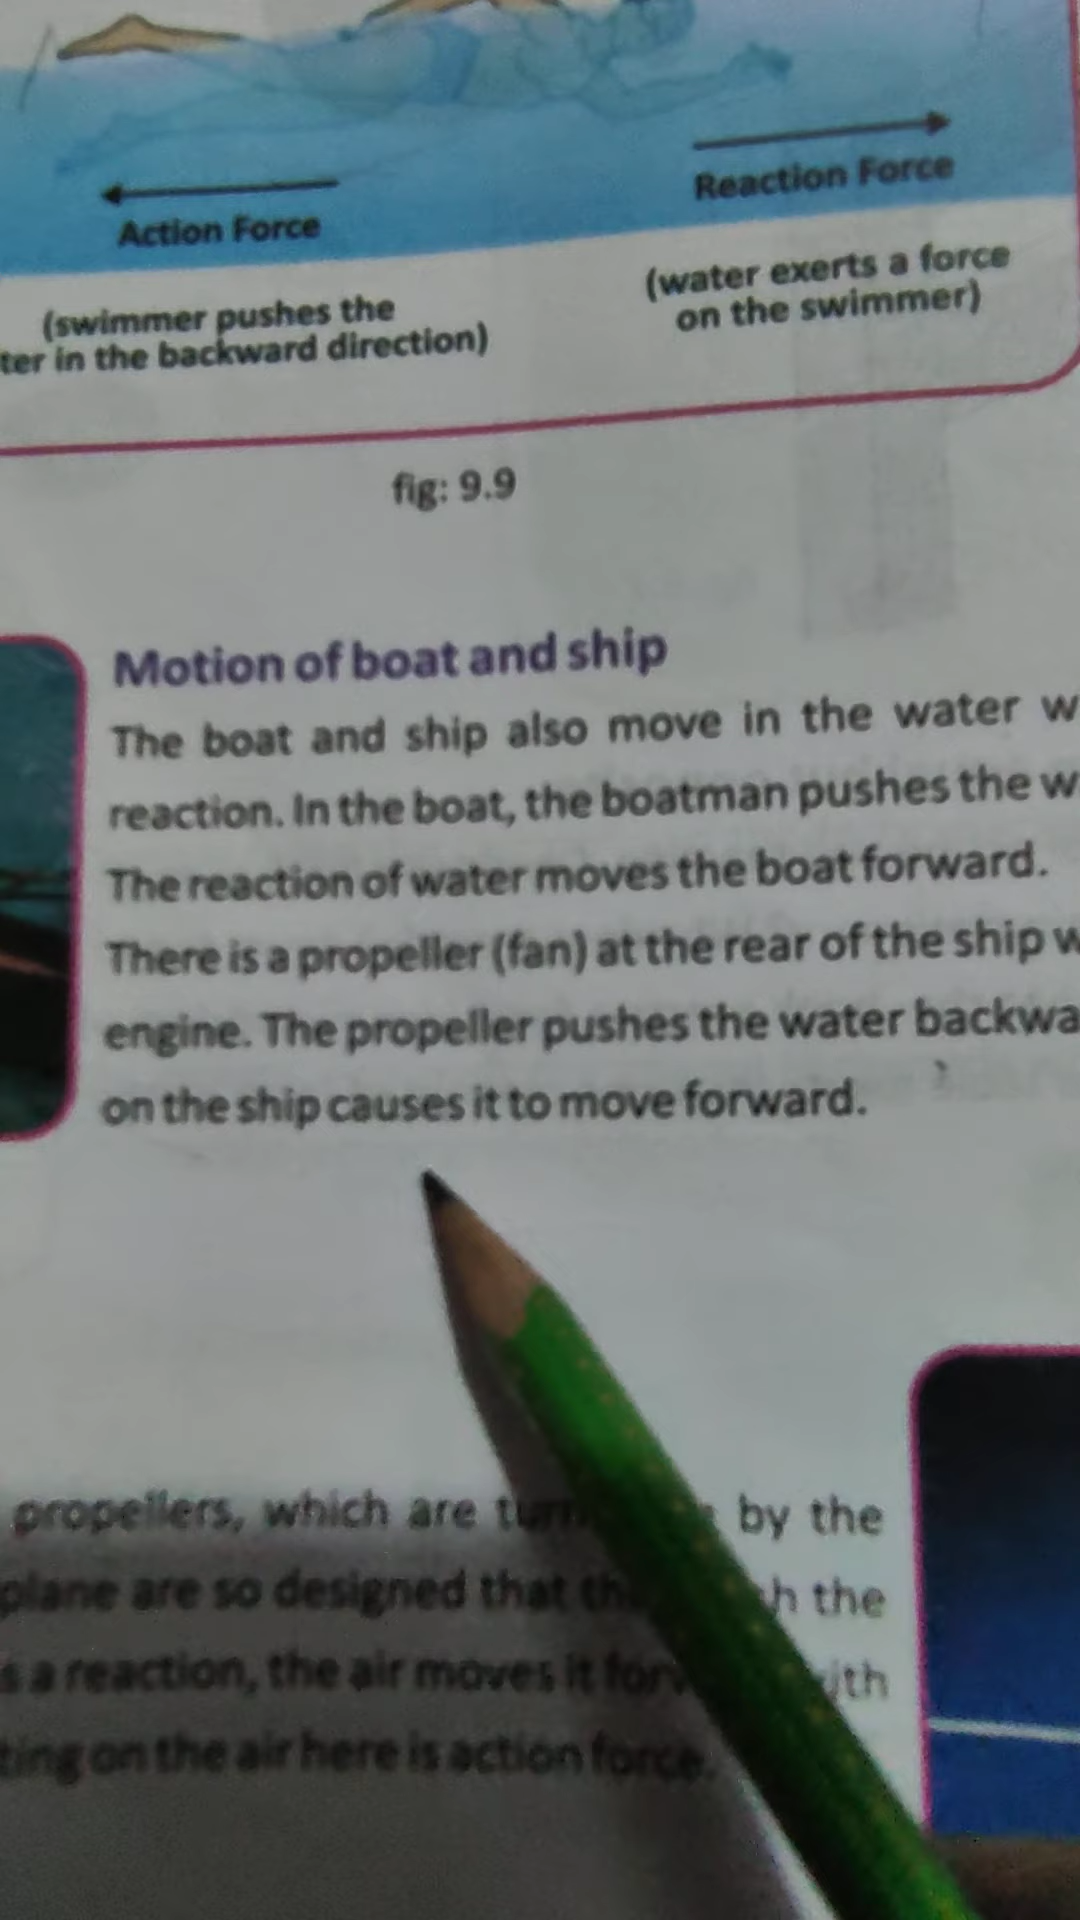 Action Force
Reaction Force
(swimmer pushes the
ter in the backward direction)
(water exerts a force
on the swimmer)
fig: 9.9
Motion of boat and ship
The boat and ship also move in the water w
reaction. In the boat, the boatman pushes the w
The reaction of water moves the boat forward.
There is a propeller (fan) at the rear of the ship w
engine. The propeller pushes the water backwa
on the ship causes it to move forward.
propellers, which are by the
plane are so designed that the
s a reaction, the air moves it
ting on the air here is action force.